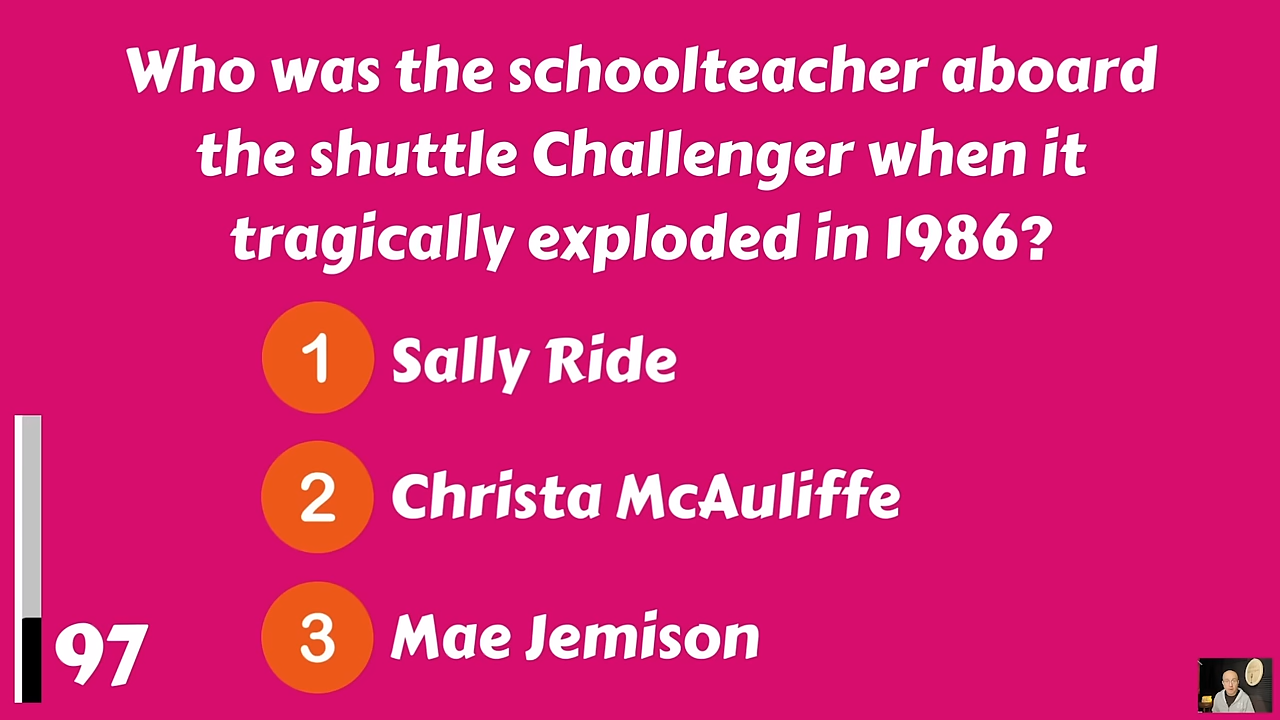 Who was the schoolteacher aboard
the shuttle Challenger when it
tragically exploded in 1986?
1 Sally Ride
2 Christa McAuliffe
3 Mae Jemison
97